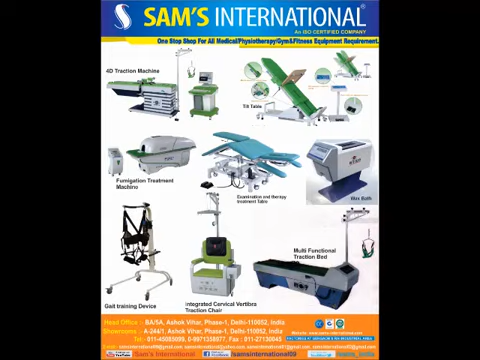 SAM'S INTERNATIONAL®
An ISO CERTIFIED COMPANY
One Stop Shop For All Medical/Physiotherapy/Gym&Fitness Equipment Requirement.
4D Traction Machine
Tilt Table
Fumigation Treatment
Machine
Examination and therapy
treatment Table
Wax Bath
Gait training Device
Integrated Cervical Vertibra
Traction Chair
Multi Functional
Traction Bed
Head Office : BA/5A, Ashok Vihar, Phase-1, Delhi-110052, India
Showrooms : A-244/1, Ashok Vihar, Phase-1, Delhi-110052, India
Sam's International
/samsinternational09